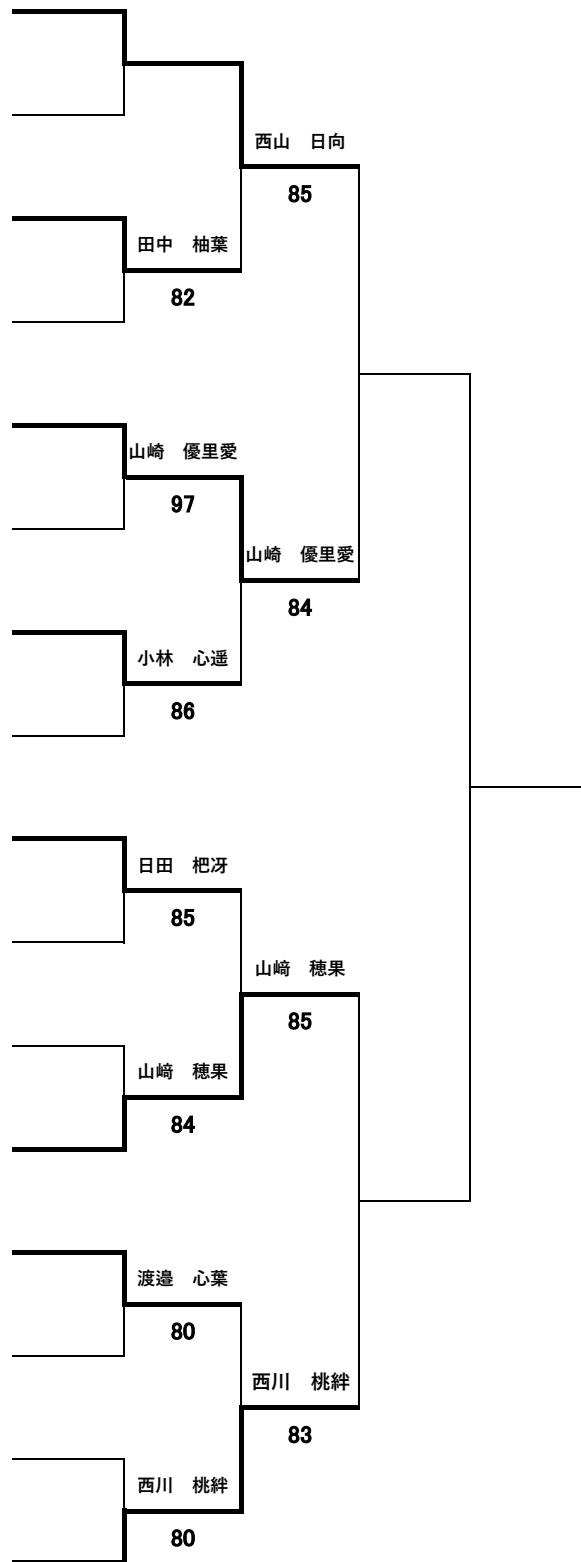 西山　日向
85
田中　柚葉
82
山崎　優里愛
97
山崎　優里愛
84
小林　心遥
86
日田　杷冴
85
山﨑　穂果
85
山﨑　穂果
84
渡邉　心葉
80
西川　桃絆
83
西川　桃絆
80